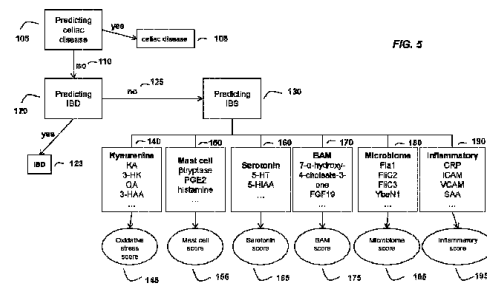 Predicting
celiac
disease
105
yes
celiac disease
108
FIG. 5
no
110
Predicting
IBD
120
no
125
Predicting
IBS
130
yes
IBD
123
140
Kynurenine
KA
3-HK
QA
3-HAA
...
150
Mast cell
βtryptase
PGE2
histamine
...
160
Serotonin
5-HT
5-HIAA
...
170
BAM
7-α-hydroxy-
4-cholesten-3-
one
FGF19
...
180
Microbiome
Fla1
FliC2
FliC3
YbaN1
...
190
Inflammatory
CRP
ICAM
VCAM
SAA
...
Oxidative
stress
score
Mast cell
score
Serotonin
score
BAM
score
Microbiome
score
Inflammatory
score
145
155
165
175
185
195